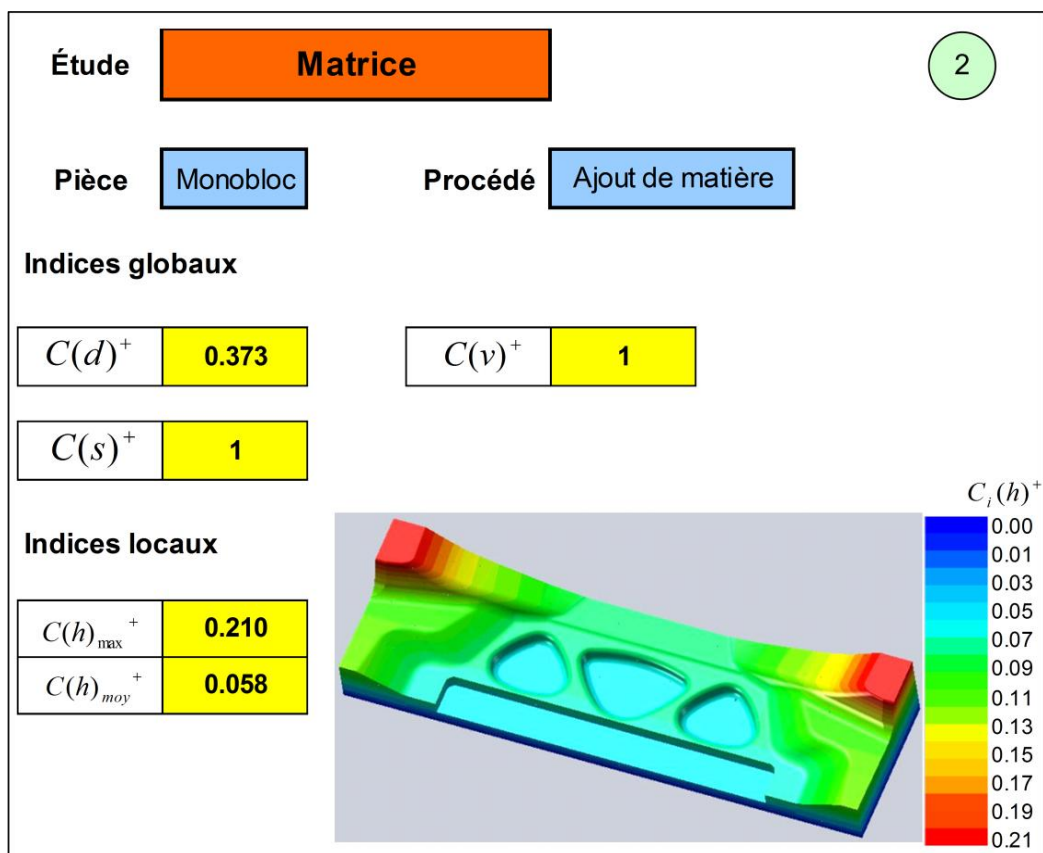 Étude Matrice 2
Pièce Monobloc Procédé Ajout de matière
Indices globaux
C(d)⁺ 0.373 C(v)⁺ 1
C(s)⁺ 1
Indices locaux
C(h)max⁺ 0.210
C(h)moy⁺ 0.058
Cᵢ(h)⁺
0.00
0.01
0.03
0.05
0.07
0.09
0.11
0.13
0.15
0.17
0.19
0.21